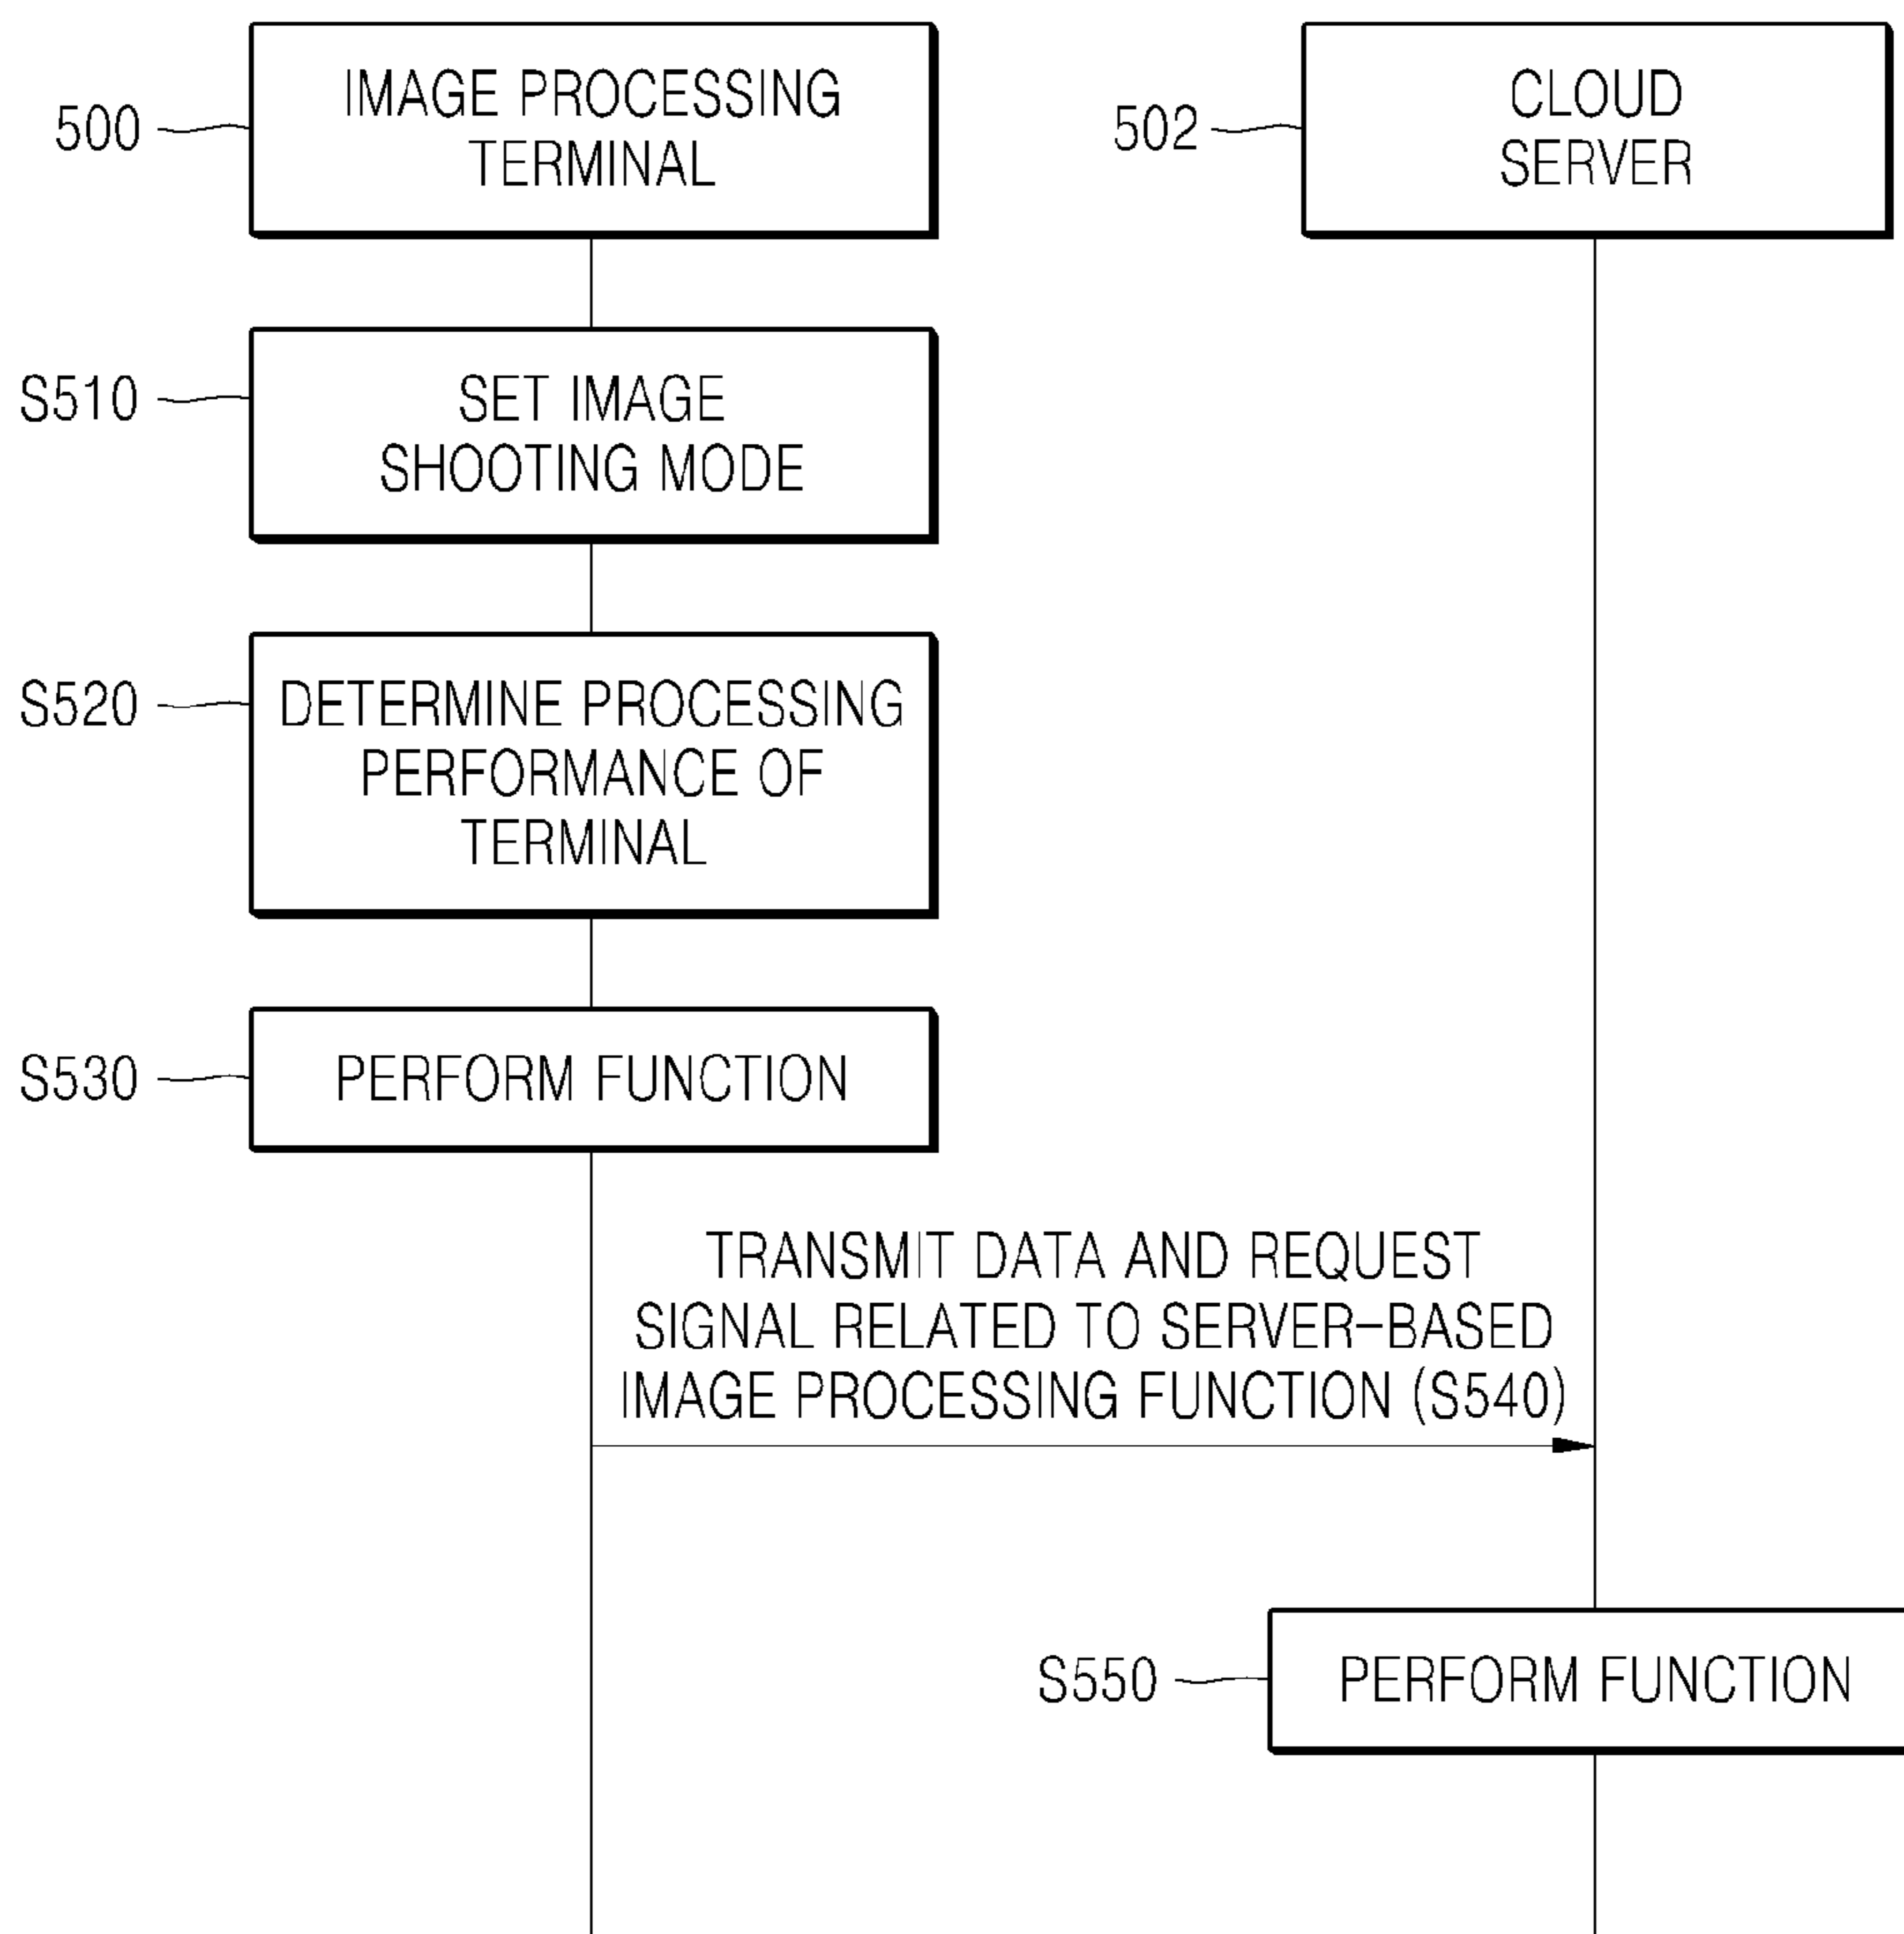 500
IMAGE PROCESSING
TERMINAL
502
CLOUD
SERVER
S510
SET IMAGE
SHOOTING MODE
S520
DETERMINE PROCESSING
PERFORMANCE OF
TERMINAL
S530
PERFORM FUNCTION
TRANSMIT DATA AND REQUEST
SIGNAL RELATED TO SERVER-BASED
IMAGE PROCESSING FUNCTION (S540)
S550
PERFORM FUNCTION